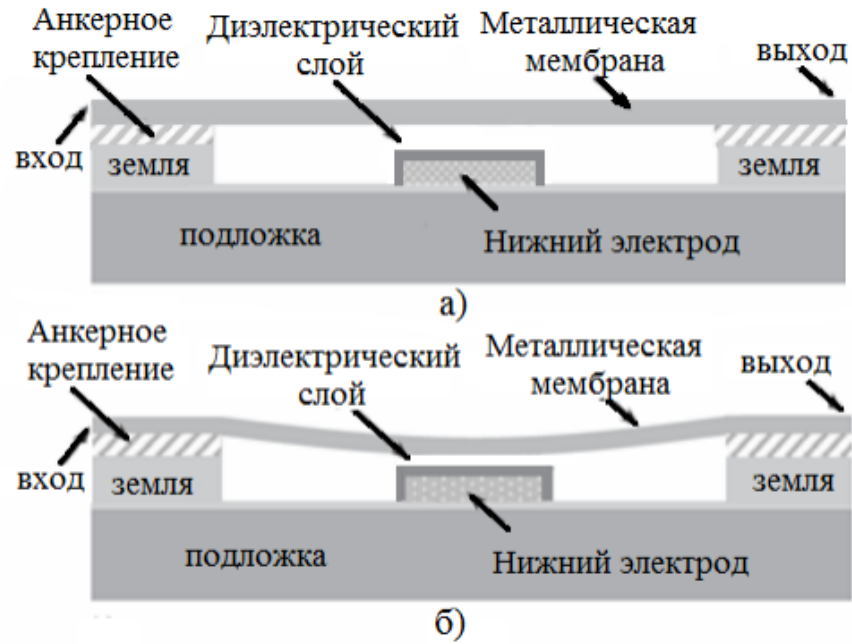 Анкерное
крепление
Диэлектрический
слой
Металлическая
мембрана
выход
вход
земля
земля
подложка
Нижний электрод
а)
Анкерное
крепление
Диэлектрический
слой
Металлическая
мембрана
выход
вход
земля
земля
подложка
Нижний электрод
б)